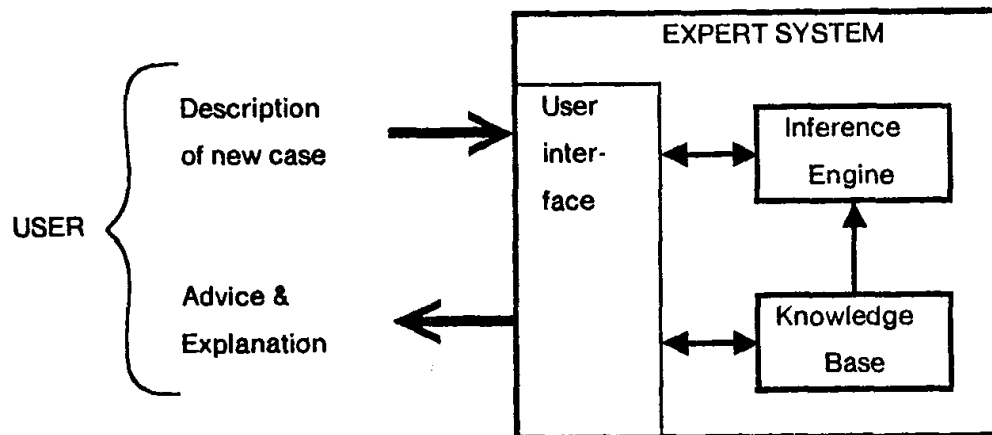 EXPERT SYSTEM
USER
Description
of new case
Advice &
Explanation
User
inter-
face
Inference
Engine
Knowledge
Base